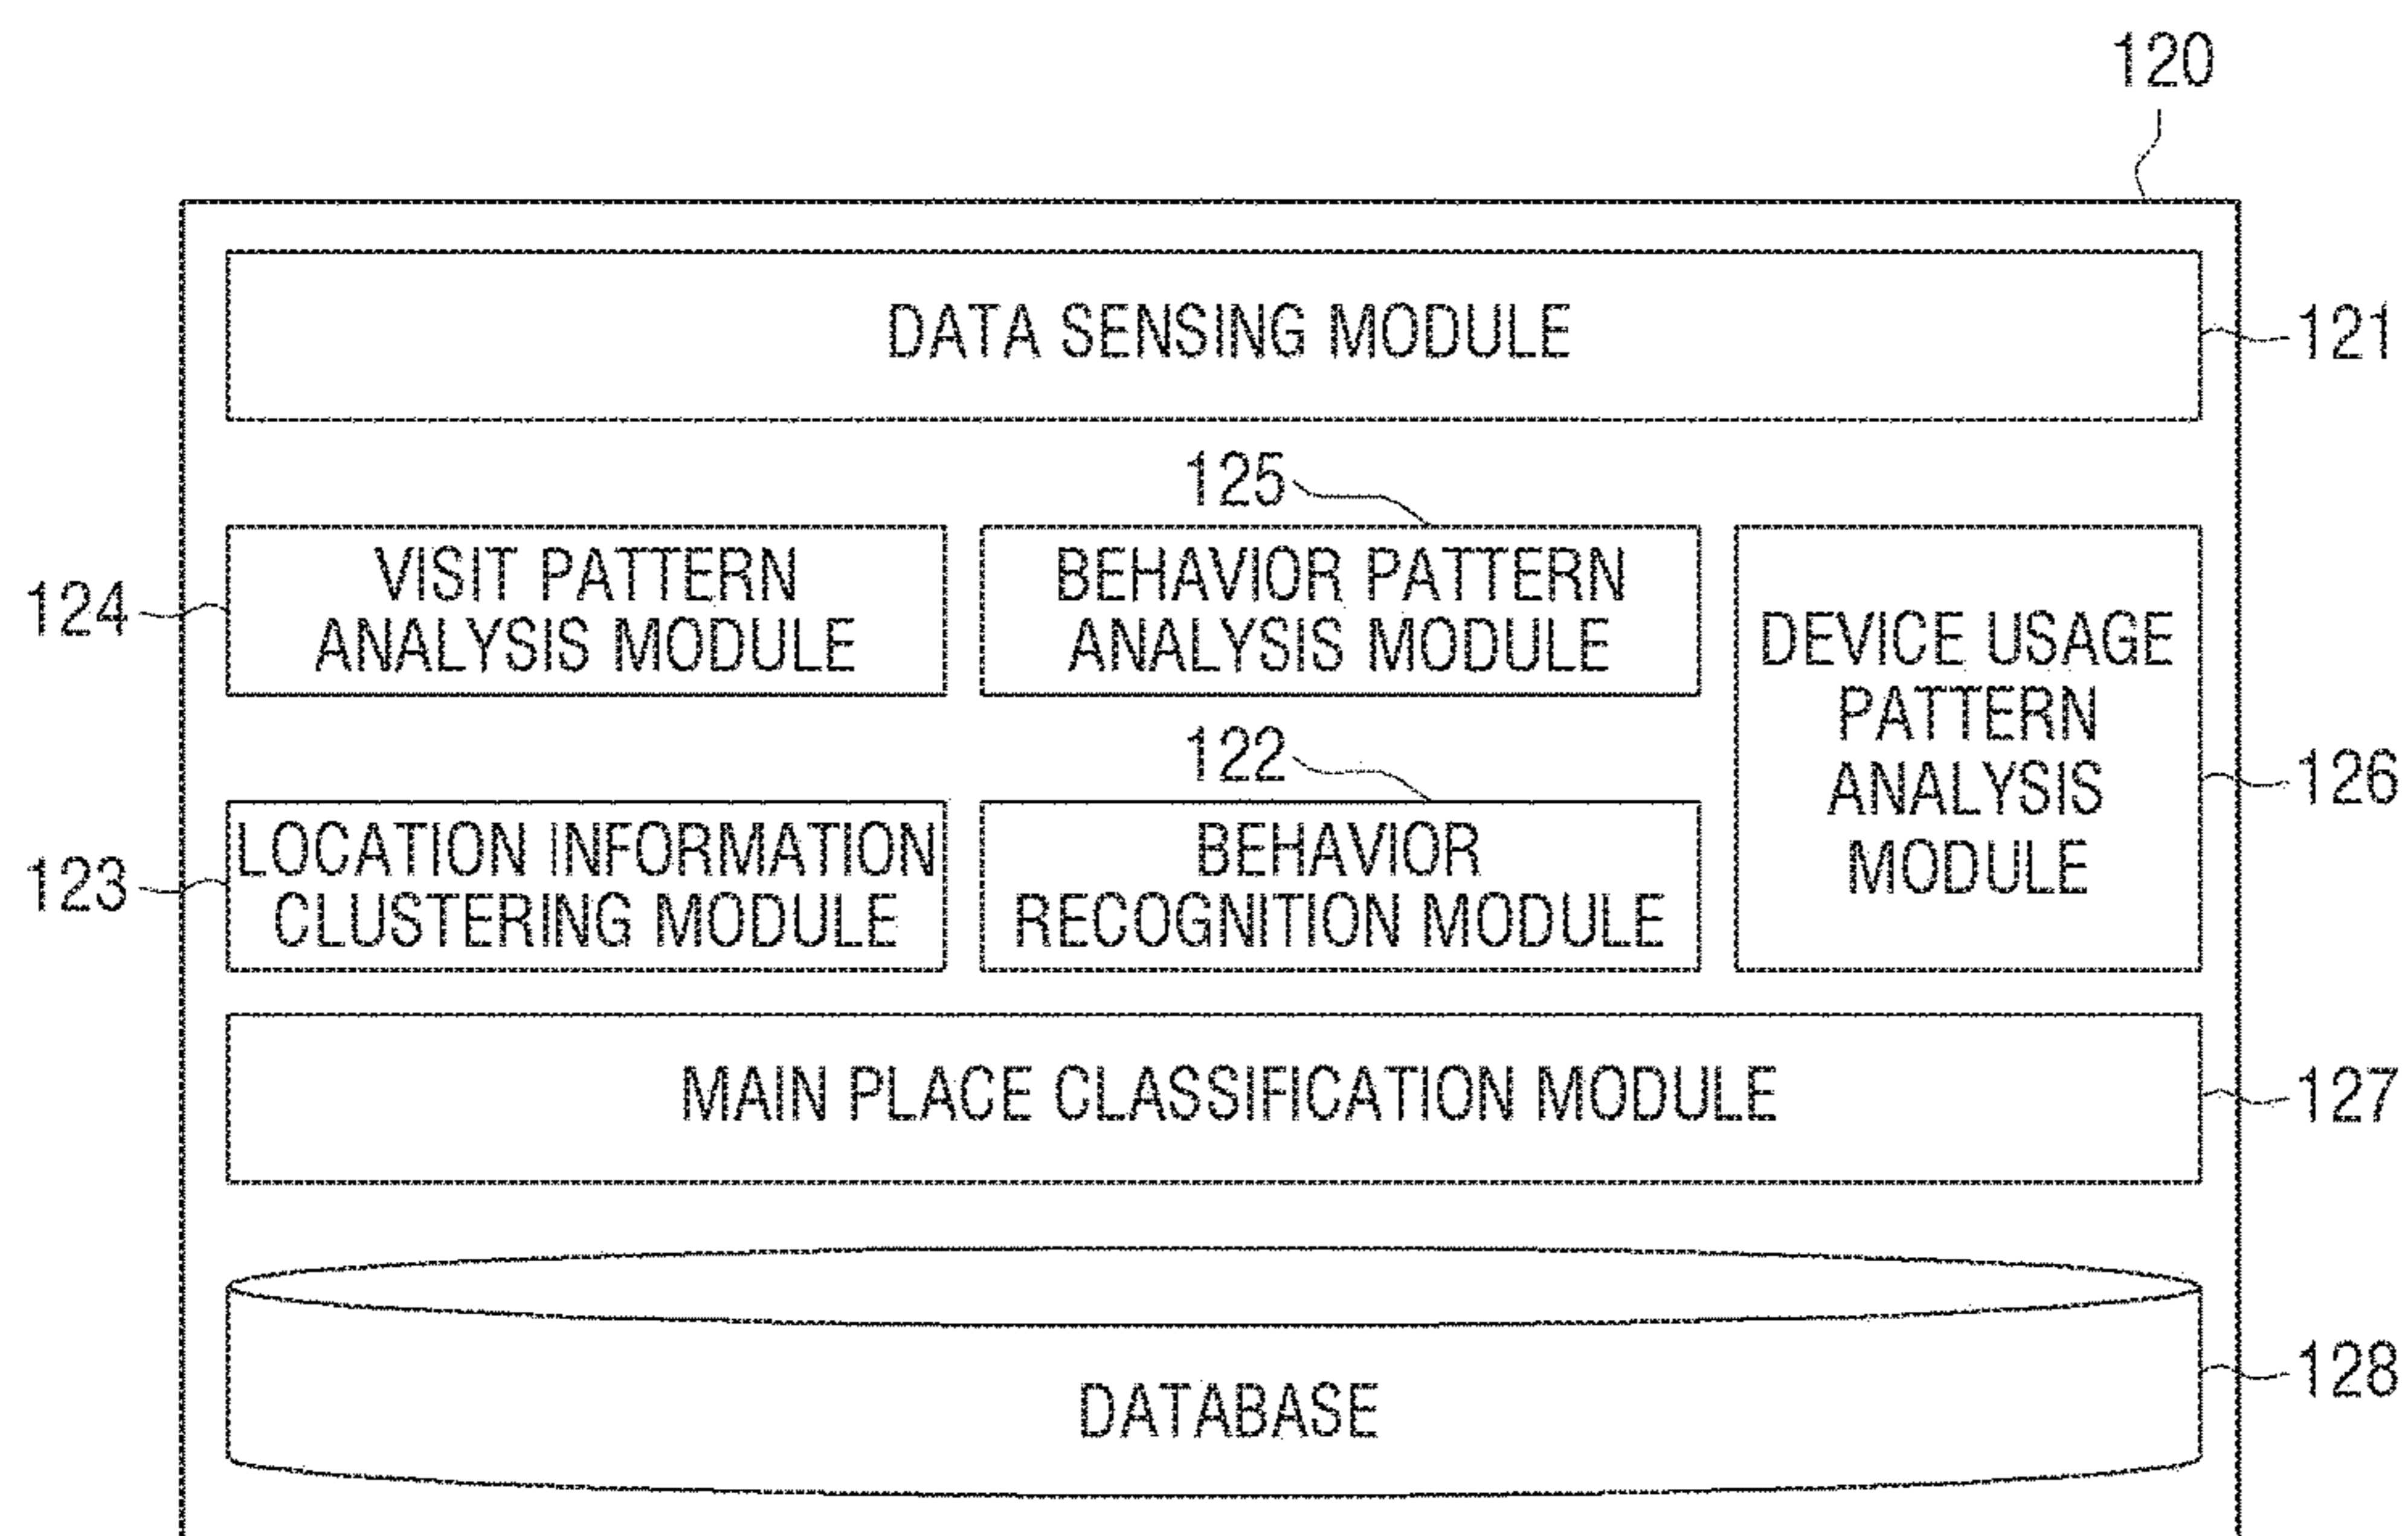 120
DATA SENSING MODULE
121
125
124
VISIT PATTERN
ANALYSIS MODULE
BEHAVIOR PATTERN
ANALYSIS MODULE
DEVICE USAGE
PATTERN
ANALYSIS
MODULE
126
122
123
LOCATION INFORMATION
CLUSTERING MODULE
BEHAVIOR
RECOGNITION MODULE
MAIN PLACE CLASSIFICATION MODULE
127
DATABASE
128